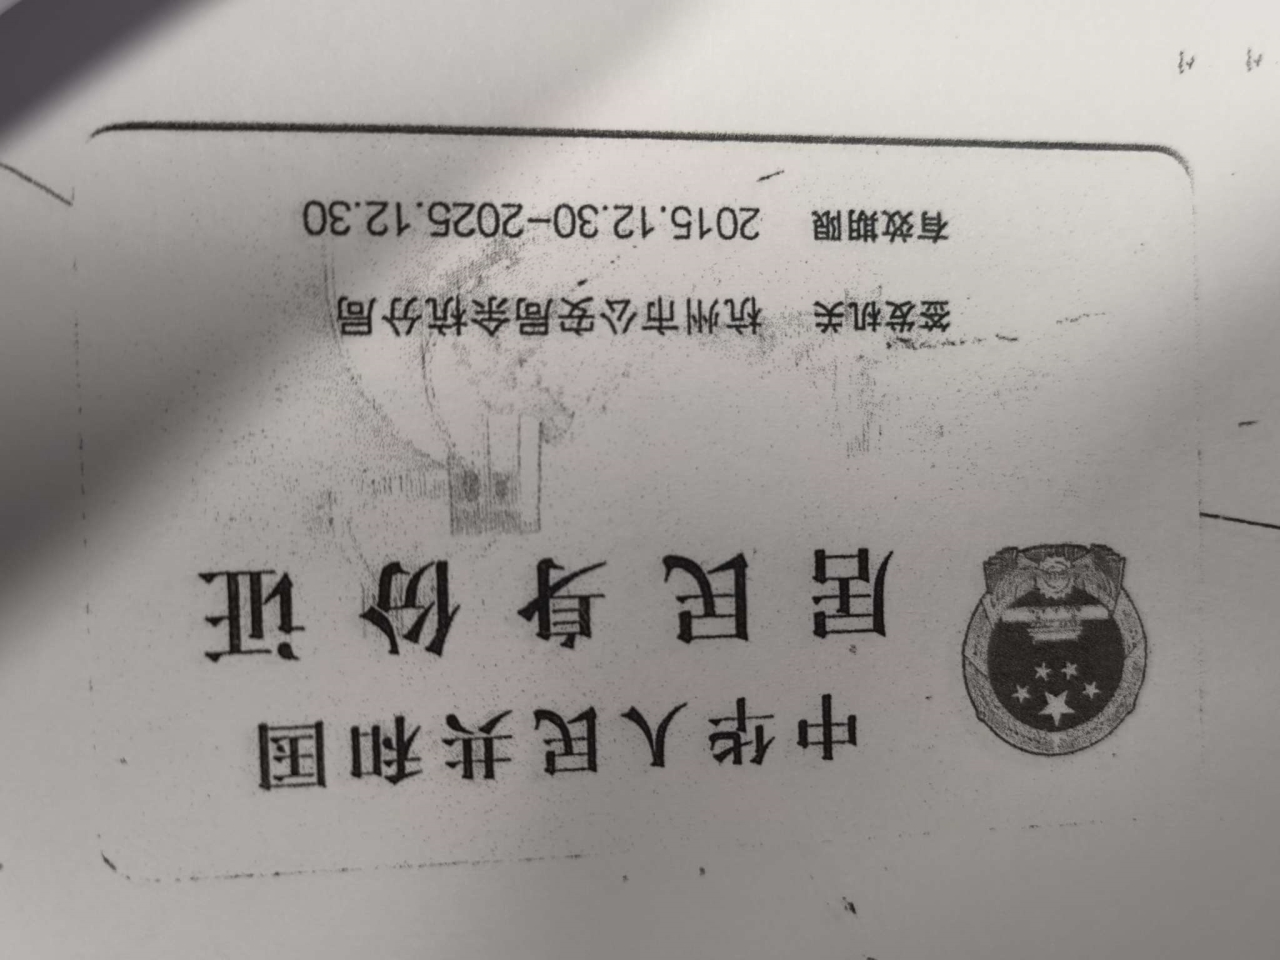 中华人民共和国
居民身份证
签发机关 杭州市公安局余杭分局
有效期限 2015.12.30-2025.12.30